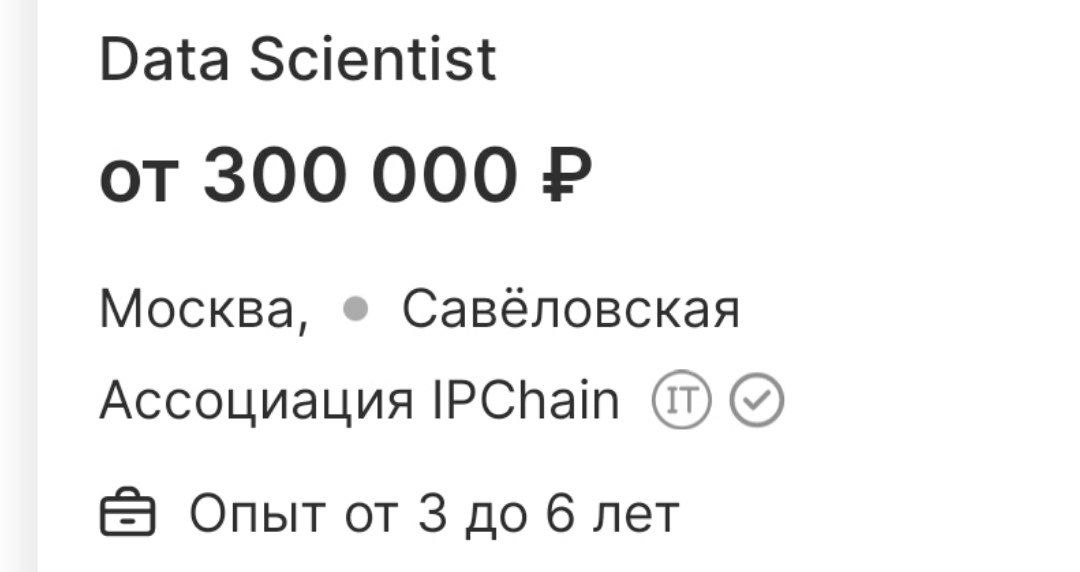 Data Scientist
от 300 000 ₽
Москва, Савёловская
Ассоциация IPChain IT
Опыт от 3 до 6 лет